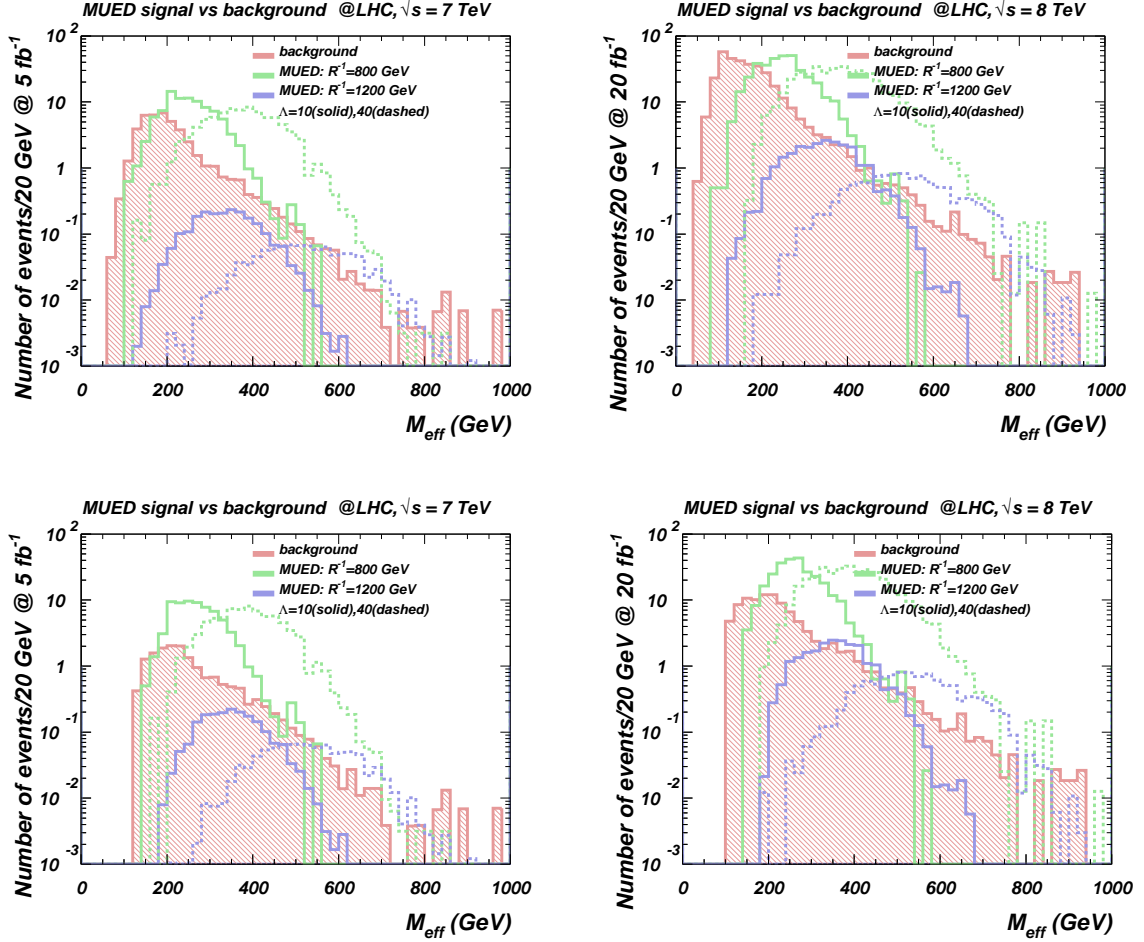 MUED signal vs background @LHC, √s = 7 TeV
Number of events/20 GeV @ 5 fb⁻¹
10²
10
1
10⁻¹
10⁻²
10⁻³
background
MUED: R⁻¹=800 GeV
MUED: R⁻¹=1200 GeV
Λ=10(solid),40(dashed)
0 200 400 600 800 1000
M_eff (GeV)
MUED signal vs background @LHC, √s = 8 TeV
Number of events/20 GeV @ 20 fb⁻¹
10²
10
1
10⁻¹
10⁻²
10⁻³
background
MUED: R⁻¹=800 GeV
MUED: R⁻¹=1200 GeV
Λ=10(solid),40(dashed)
0 200 400 600 800 1000
M_eff (GeV)
MUED signal vs background @LHC, √s = 7 TeV
Number of events/20 GeV @ 5 fb⁻¹
10²
10
1
10⁻¹
10⁻²
10⁻³
background
MUED: R⁻¹=800 GeV
MUED: R⁻¹=1200 GeV
Λ=10(solid),40(dashed)
0 200 400 600 800 1000
M_eff (GeV)
MUED signal vs background @LHC, √s = 8 TeV
Number of events/20 GeV @ 20 fb⁻¹
10²
10
1
10⁻¹
10⁻²
10⁻³
background
MUED: R⁻¹=800 GeV
MUED: R⁻¹=1200 GeV
Λ=10(solid),40(dashed)
0 200 400 600 800 1000
M_eff (GeV)